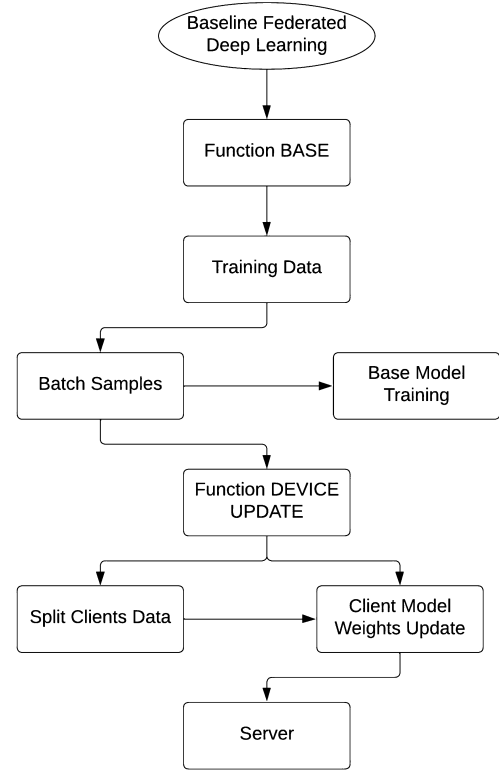 Baseline Federated
Deep Learning
Function BASE
Training Data
Batch Samples
Base Model
Training
Function DEVICE
UPDATE
Split Clients Data
Client Model
Weights Update
Server